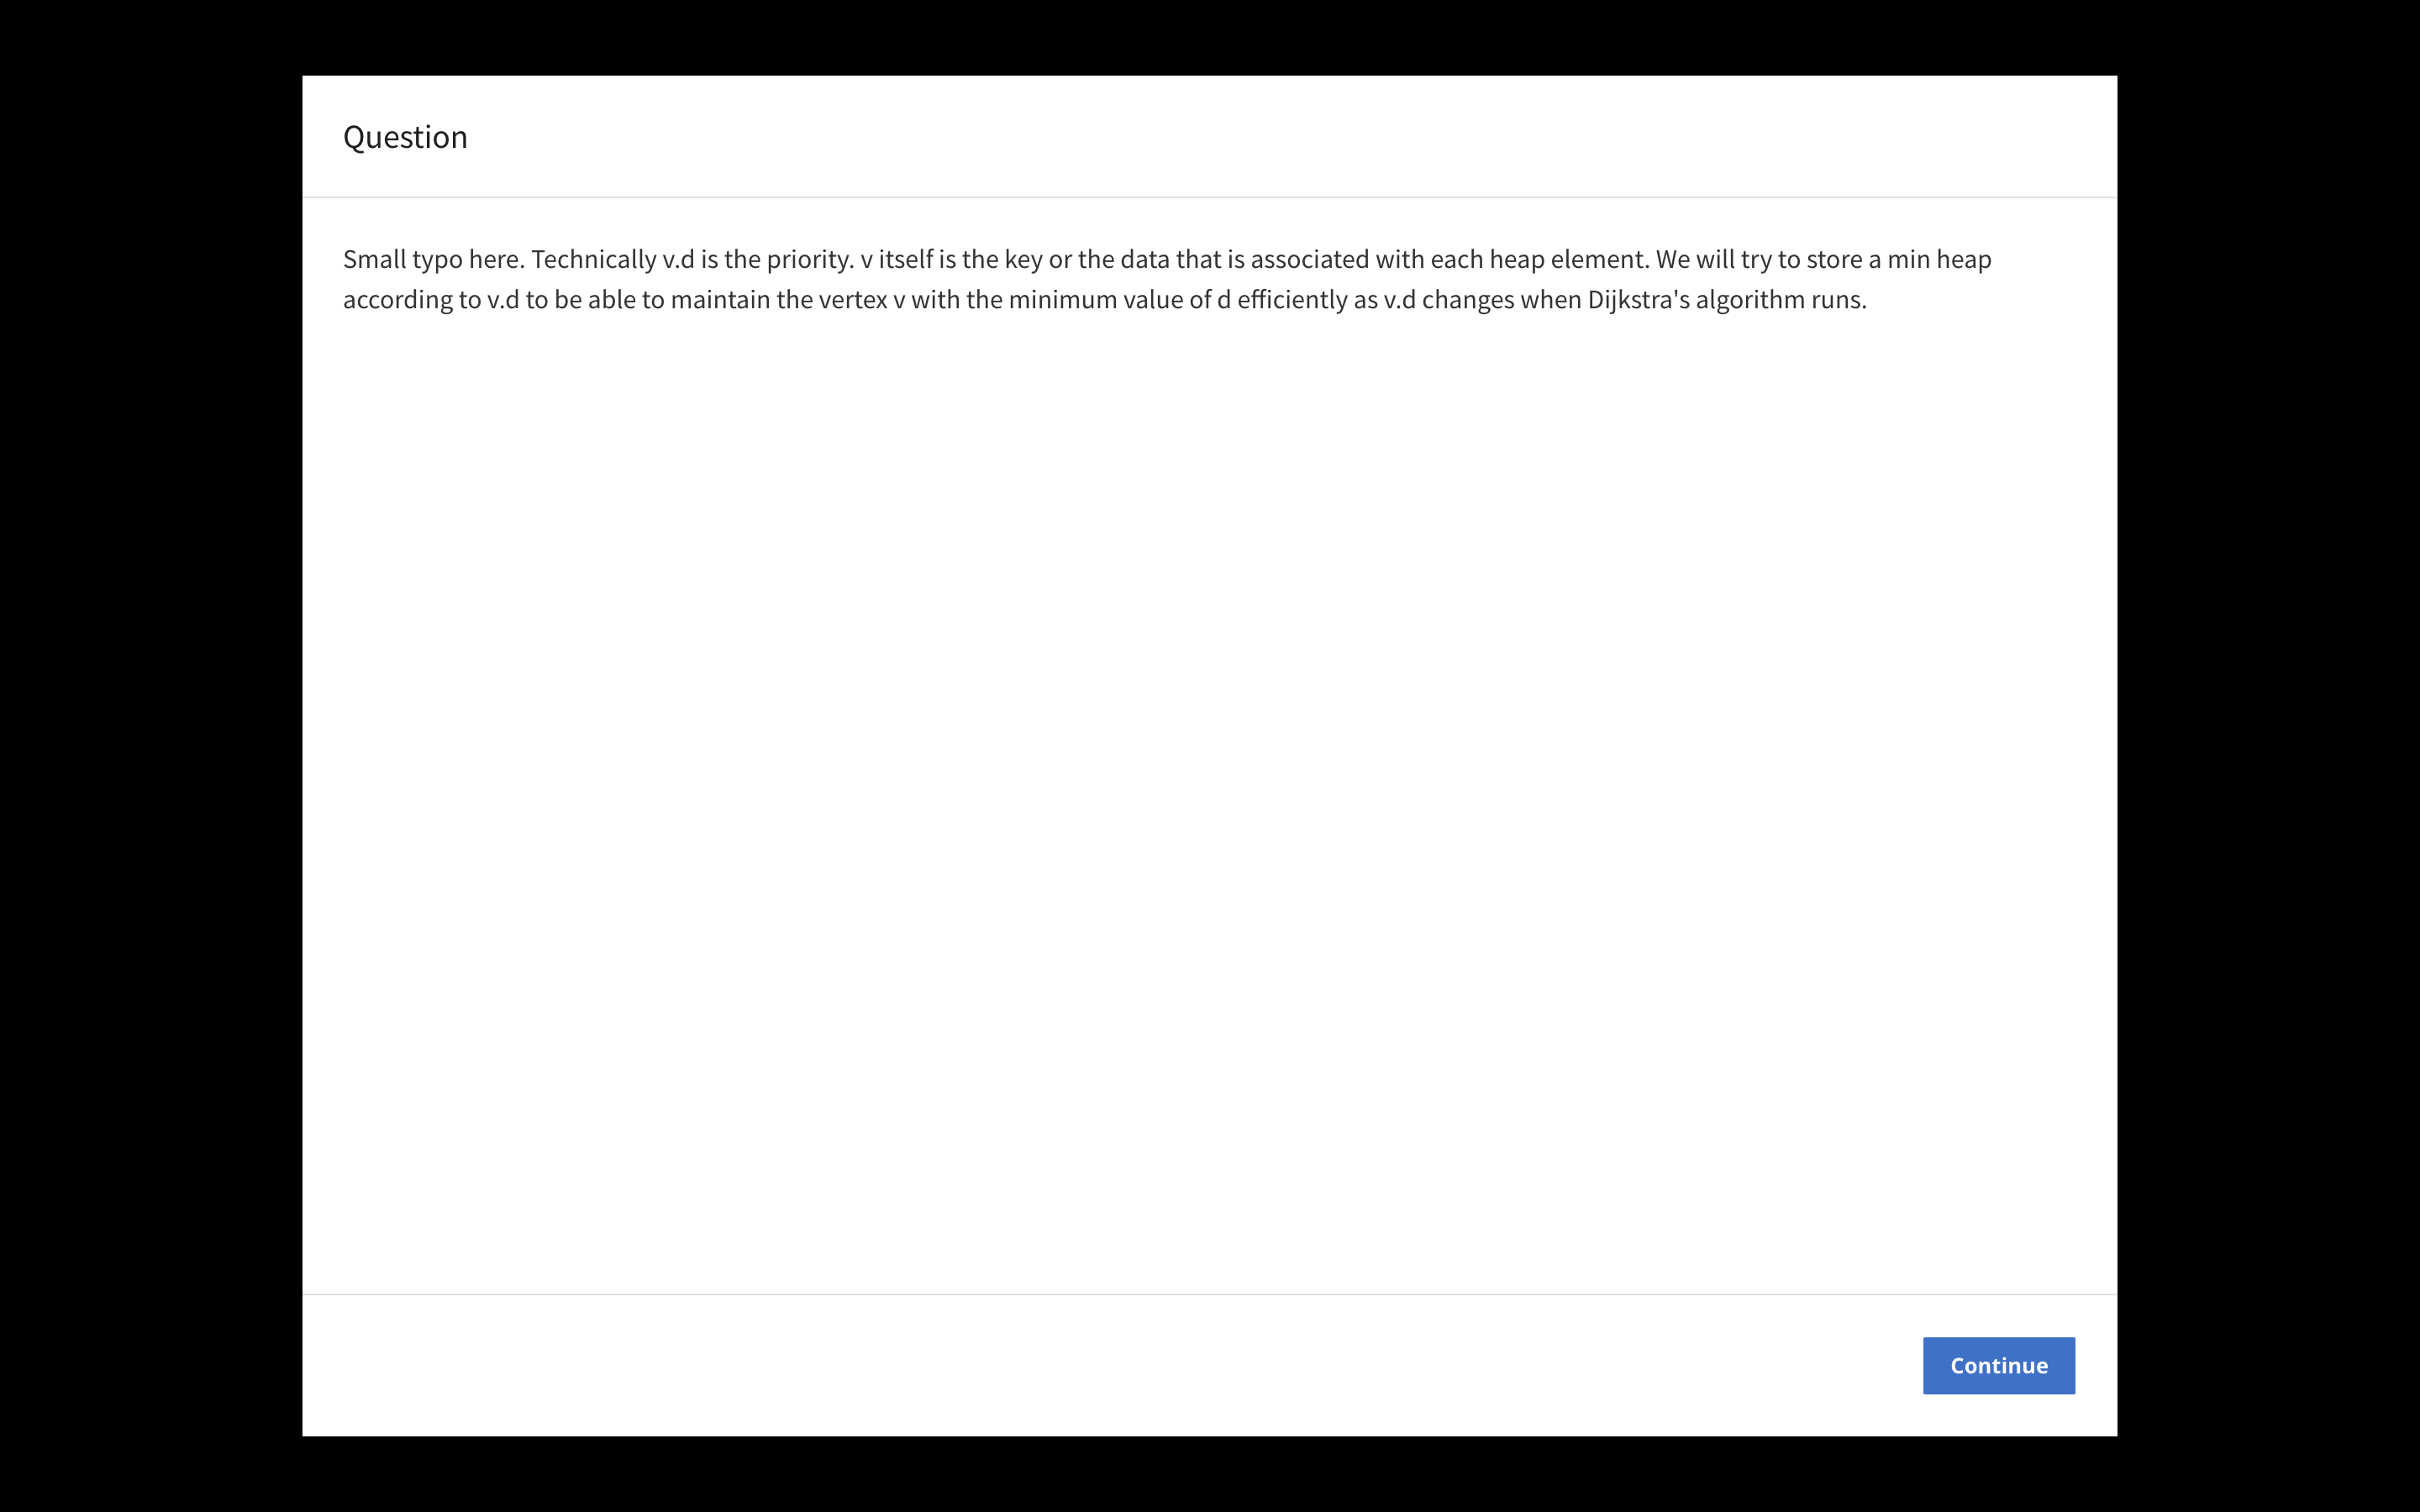 Question
Small typo here. Technically v.d is the priority. v itself is the key or the data that is associated with each heap element. We will try to store a min heap
according to v.d to be able to maintain the vertex v with the minimum value of d efficiently as v.d changes when Dijkstra's algorithm runs.
Continue